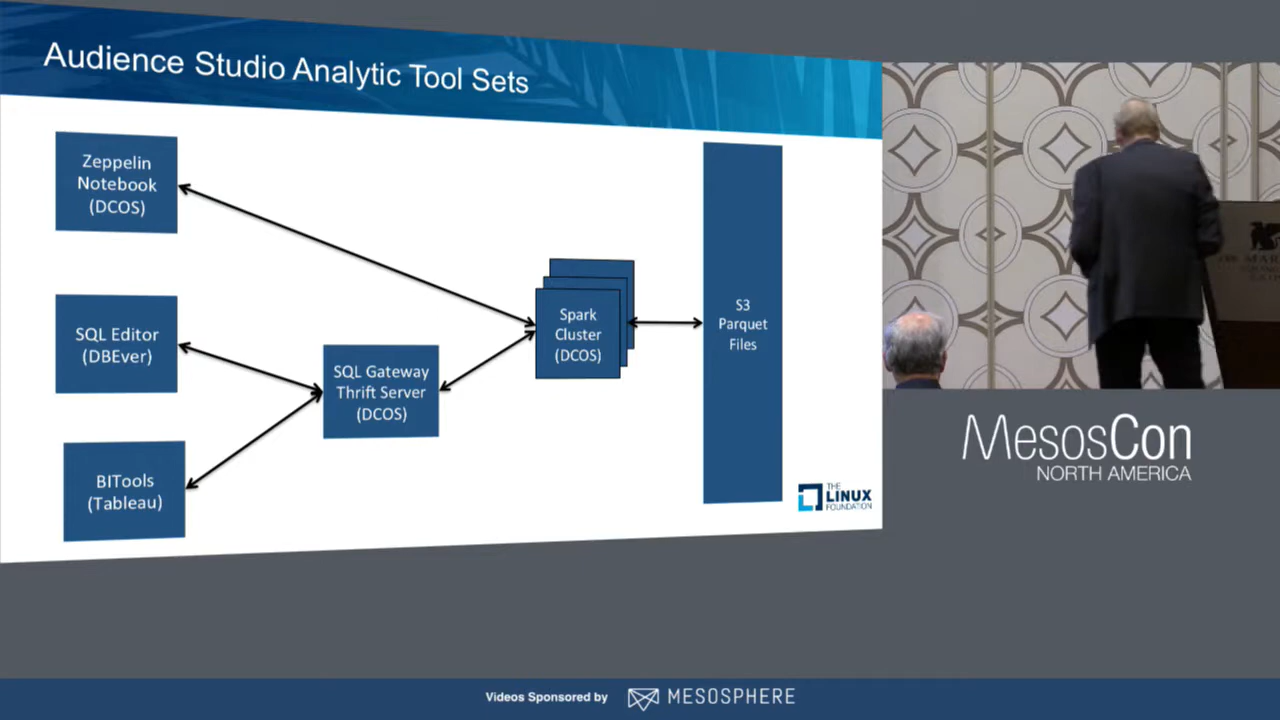 Audience Studio Analytic Tool Sets
Zeppelin
Notebook
(DCOS)
SQL Editor
(DBEver)
BITools
(Tableau)
SQL Gateway
Thrift Server
(DCOS)
Spark
Cluster
(DCOS)
S3
Parquet
Files
THE
LINUX
FOUNDATION
MesosCon
NORTH AMERICA
Videos Sponsored by MESOSPHERE